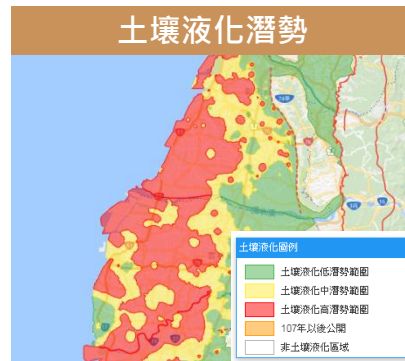 土壤液化潛勢
土壤液化圖例
土壤液化低潛勢範圍
土壤液化中潛勢範圍
土壤液化高潛勢範圍
107年以後公開
非土壤液化區域